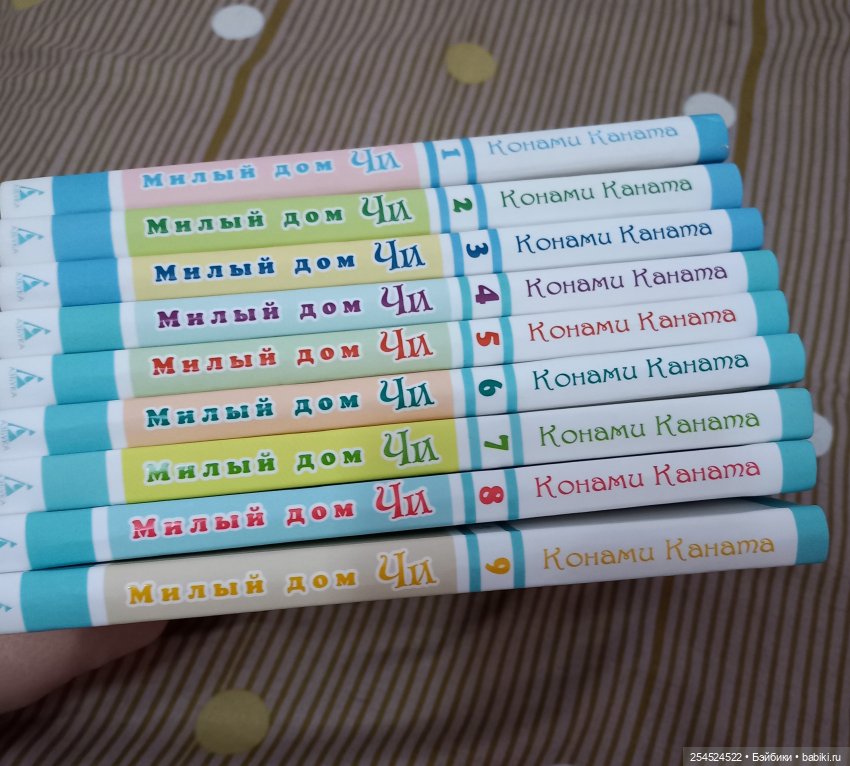 Милый дом Чи 1 Конами Каната
Милый дом Чи 2 Конами Каната
Милый дом Чи 3 Конами Каната
Милый дом Чи 4 Конами Каната
Милый дом Чи 5 Конами Каната
Милый дом Чи 6 Конами Каната
Милый дом Чи 7 Конами Каната
Милый дом Чи 8 Конами Каната
Милый дом Чи 9 Конами Каната
254524522 • Бэйбики • babiki.ru